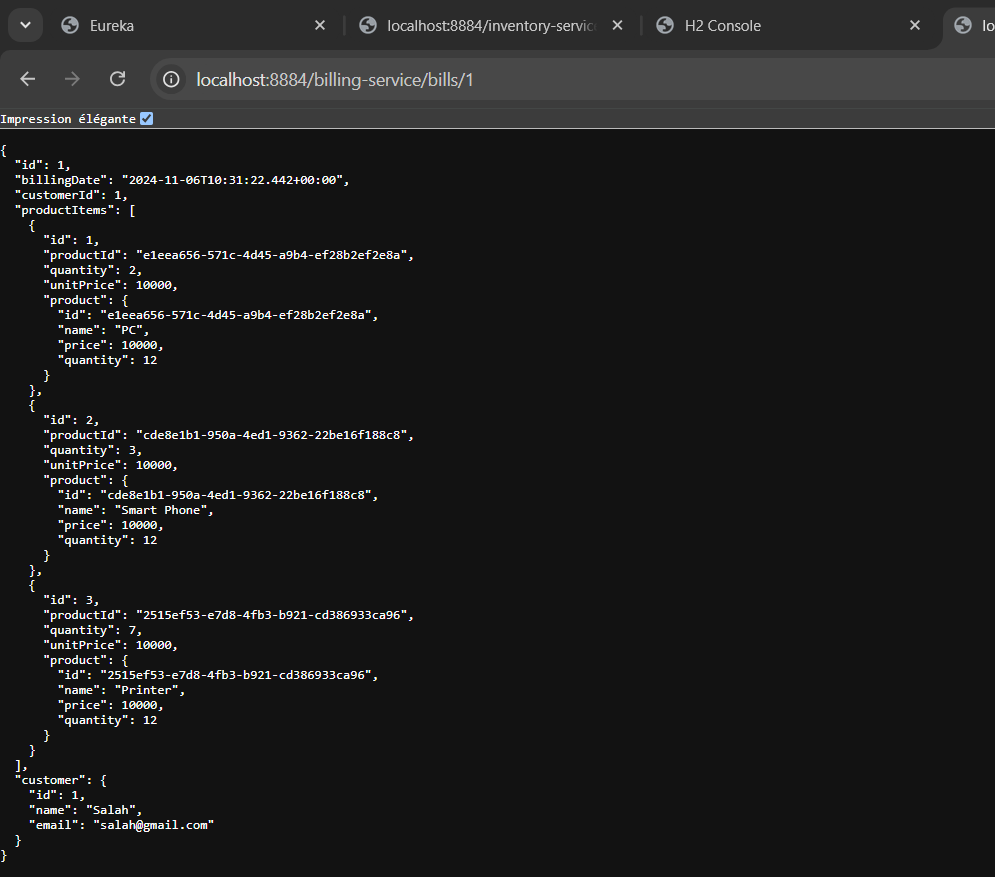 Eureka
localhost:8884/inventory-servic
H2 Console
lo
localhost:8884/billing-service/bills/1
Impression élégante
{
  "id": 1,
  "billingDate": "2024-11-06T10:31:22.442+00:00",
  "customerId": 1,
  "productItems": [
    {
      "id": 1,
      "productId": "e1eea656-571c-4d45-a9b4-ef28b2ef2e8a",
      "quantity": 2,
      "unitPrice": 10000,
      "product": {
        "id": "e1eea656-571c-4d45-a9b4-ef28b2ef2e8a",
        "name": "PC",
        "price": 10000,
        "quantity": 12
      }
    },
    {
      "id": 2,
      "productId": "cde8e1b1-950a-4ed1-9362-22be16f188c8",
      "quantity": 3,
      "unitPrice": 10000,
      "product": {
        "id": "cde8e1b1-950a-4ed1-9362-22be16f188c8",
        "name": "Smart Phone",
        "price": 10000,
        "quantity": 12
      }
    },
    {
      "id": 3,
      "productId": "2515ef53-e7d8-4fb3-b921-cd386933ca96",
      "quantity": 7,
      "unitPrice": 10000,
      "product": {
        "id": "2515ef53-e7d8-4fb3-b921-cd386933ca96",
        "name": "Printer",
        "price": 10000,
        "quantity": 12
      }
    }
  ],
  "customer": {
    "id": 1,
    "name": "Salah",
    "email": "salah@gmail.com"
  }
}